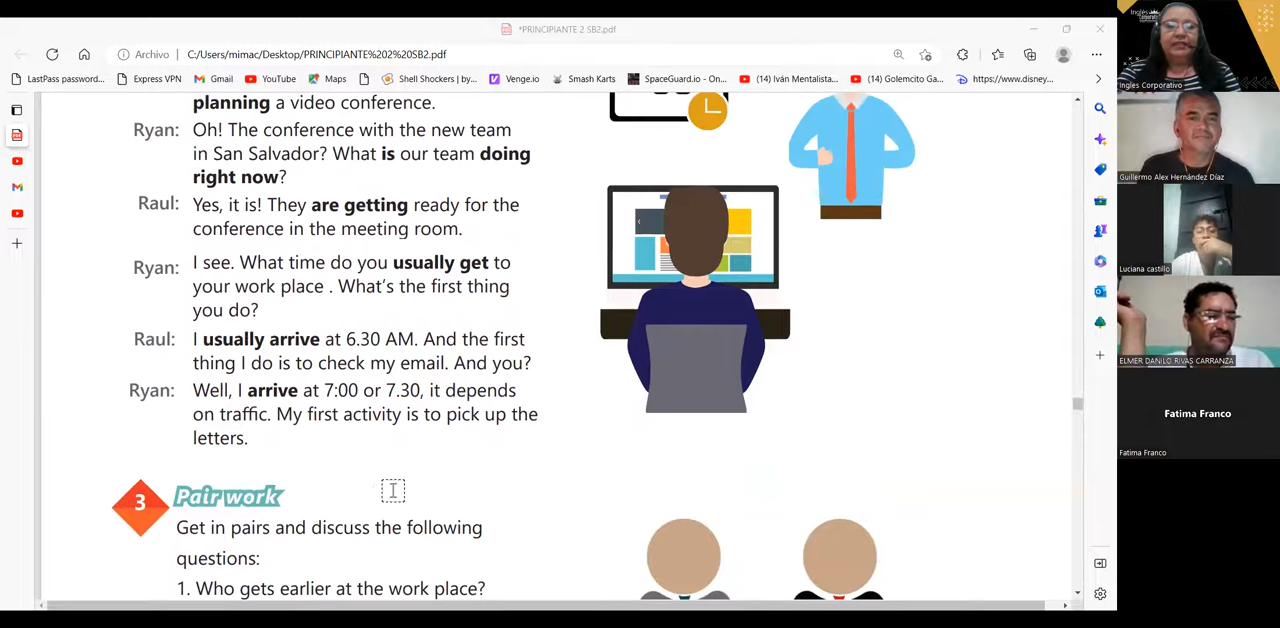 *PRINCIPIANTE 2 SB2.pdf
Archivo
C:/Users/mimac/Desktop/PRINCIPIANTE%202%20SB2.pdf
LastPass password...
Express VPN
Gmail
YouTube
Maps
Shell Shockers | by...
Venge.io
Smash Karts
SpaceGuard.io - On...
(14) Iván Mentalista...
(14) Golemcito Ga...
https://www.disney...
planning a video conference.
Ryan: Oh! The conference with the new team
in San Salvador? What is our team doing
right now?
Raul: Yes, it is! They are getting ready for the
conference in the meeting room.
Ryan: I see. What time do you usually get to
your work place . What's the first thing
you do?
Raul: I usually arrive at 6.30 AM. And the first
thing I do is to check my email. And you?
Ryan: Well, I arrive at 7:00 or 7.30, it depends
on traffic. My first activity is to pick up the
letters.
3
Pair work
Get in pairs and discuss the following
questions:
1. Who gets earlier at the work place?
Inglés
Corporativo
Ingles Corporativo
Guillermo Alex Hernández Díaz
Luciana castillo
ELMER DANILO RIVAS CARRANZA
Fatima Franco
Fatima Franco